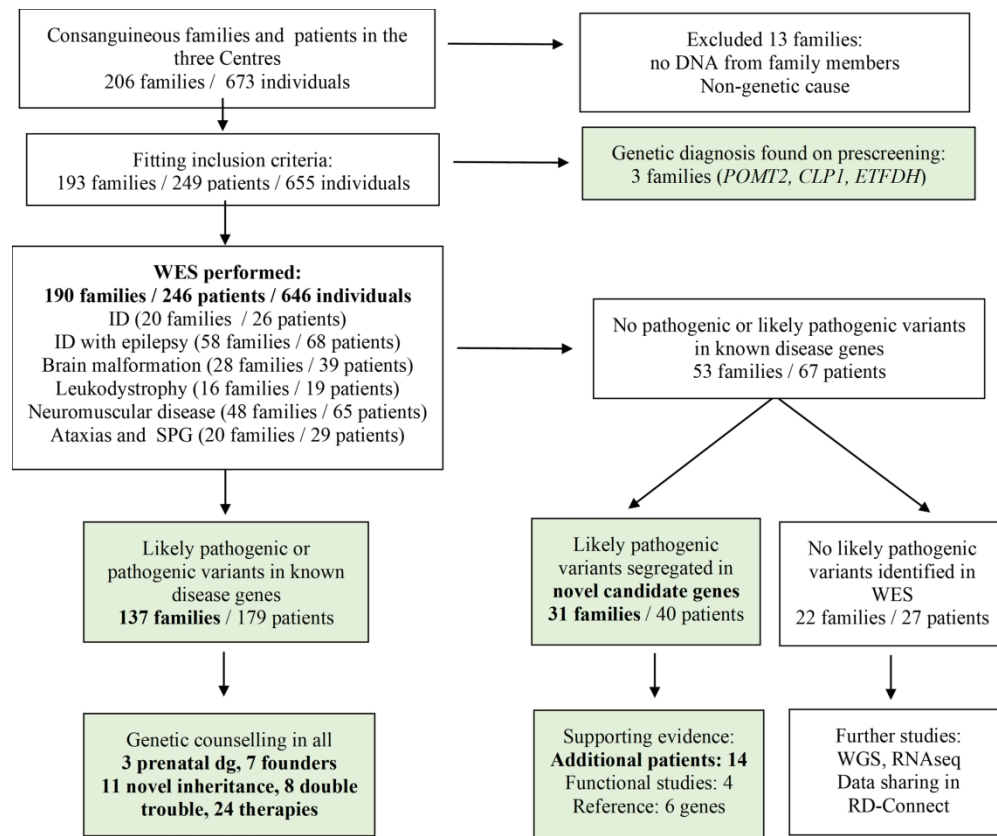 Consanguineous families and patients in the
three Centres
206 families / 673 individuals
Excluded 13 families:
no DNA from family members
Non-genetic cause
Fitting inclusion criteria:
193 families / 249 patients / 655 individuals
Genetic diagnosis found on prescreening:
3 families (POMT2, CLP1, ETFDH)
WES performed:
190 families / 246 patients / 646 individuals
ID (20 families / 26 patients)
ID with epilepsy (58 families / 68 patients)
Brain malformation (28 families / 39 patients)
Leukodystrophy (16 families / 19 patients)
Neuromuscular disease (48 families / 65 patients)
Ataxias and SPG (20 families / 29 patients)
No pathogenic or likely pathogenic variants
in known disease genes
53 families / 67 patients
Likely pathogenic or
pathogenic variants in known
disease genes
137 families / 179 patients
Likely pathogenic
variants segregated in
novel candidate genes
31 families / 40 patients
No likely pathogenic
variants identified in
WES
22 families / 27 patients
Genetic counselling in all
3 prenatal dg, 7 founders
11 novel inheritance, 8 double
trouble, 24 therapies
Supporting evidence:
Additional patients: 14
Functional studies: 4
Reference: 6 genes
Further studies:
WGS, RNAseq
Data sharing in
RD-Connect